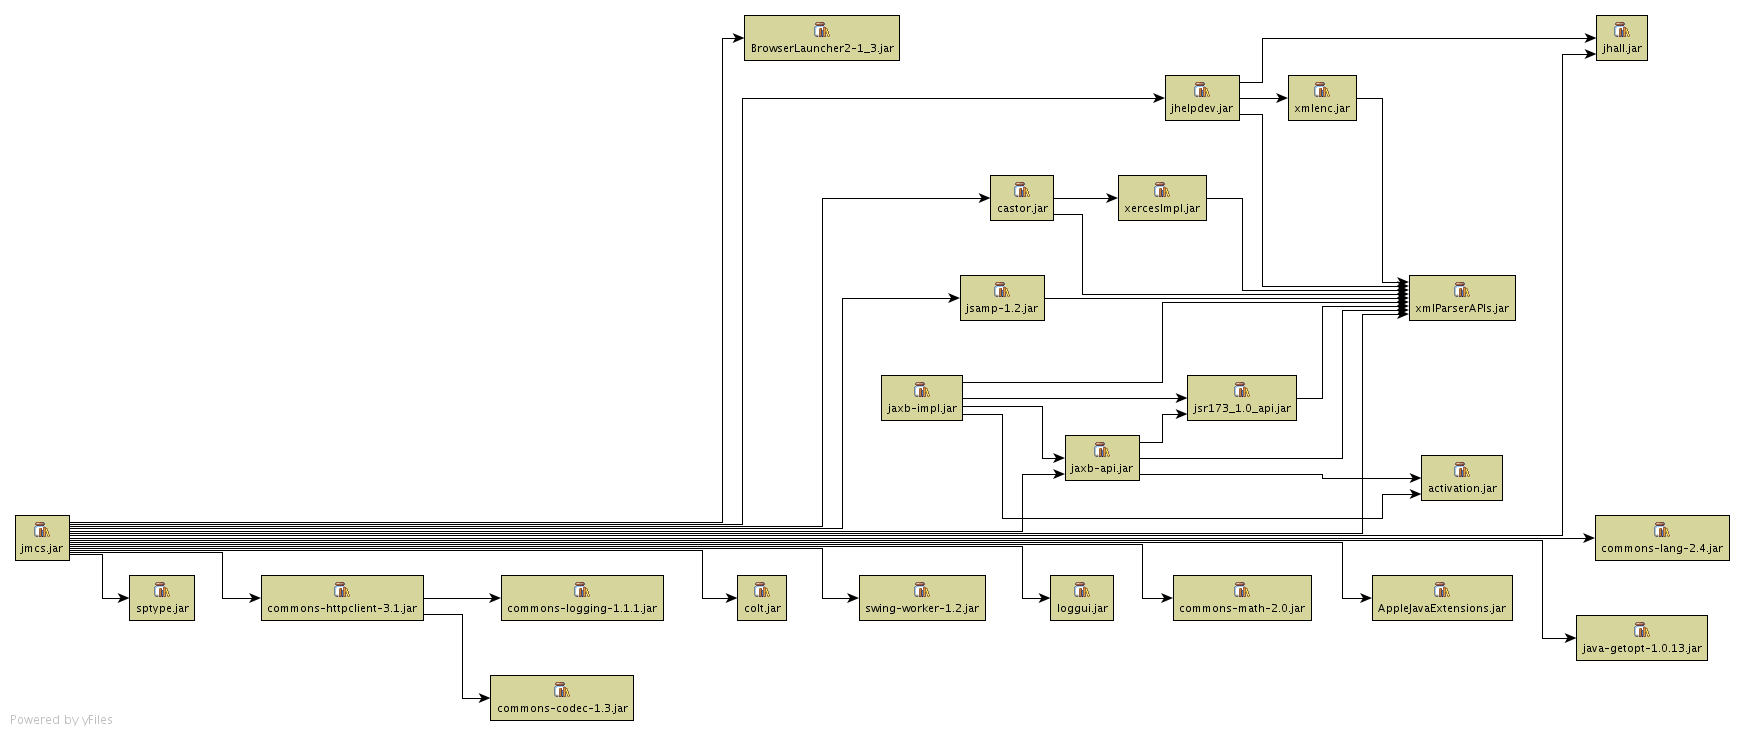 BrowserLauncher2-1_3.jar
jhall.jar
jhelpdev.jar
xmlenc.jar
castor.jar
xercesImpl.jar
jsamp-1.2.jar
xmlParserAPIs.jar
jaxb-impl.jar
jsr173_1.0_api.jar
jaxb-api.jar
activation.jar
jmcs.jar
commons-lang-2.4.jar
sptype.jar
commons-httpclient-3.1.jar
commons-logging-1.1.1.jar
colt.jar
swing-worker-1.2.jar
loggui.jar
commons-math-2.0.jar
AppleJavaExtensions.jar
java-getopt-1.0.13.jar
commons-codec-1.3.jar
Powered by yFiles